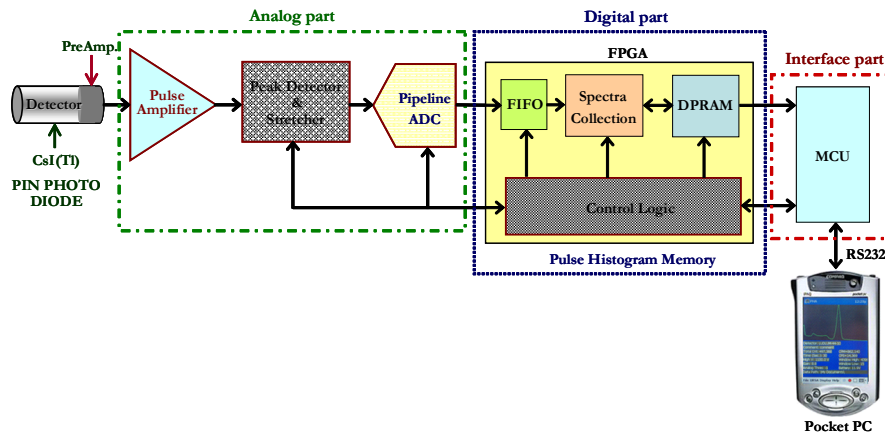 Analog part
Digital part
Interface part
PreAmp.
Detector
CsI(Tl)
PIN PHOTO
DIODE
Pulse
Amplifier
Peak Detector
&
Stretcher
Pipeline
ADC
FPGA
FIFO
Spectra
Collection
DPRAM
Control Logic
Pulse Histogram Memory
MCU
RS232
Pocket PC